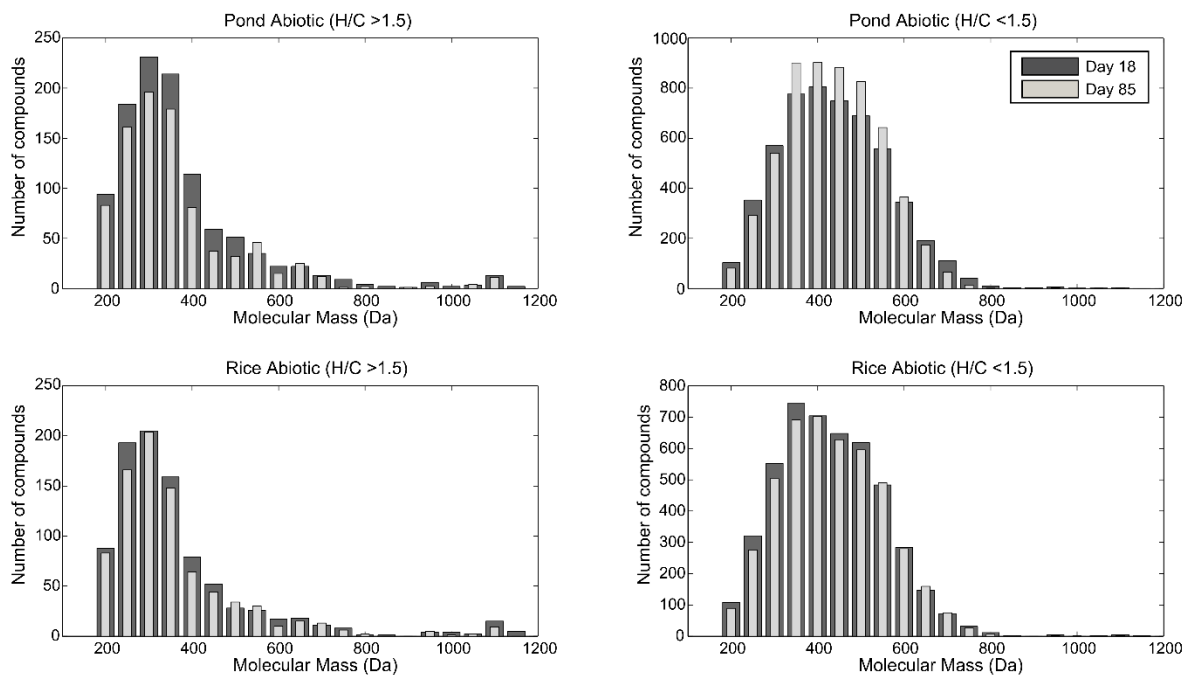 Pond Abiotic (H/C >1.5)
250
200
150
100
50
0
Number of compounds
200 400 600 800 1000 1200
Molecular Mass (Da)
Pond Abiotic (H/C <1.5)
1000
800
600
400
200
0
Number of compounds
Day 18
Day 85
200 400 600 800 1000 1200
Molecular Mass (Da)
Rice Abiotic (H/C >1.5)
250
200
150
100
50
0
Number of compounds
200 400 600 800 1000 1200
Molecular Mass (Da)
Rice Abiotic (H/C <1.5)
800
700
600
500
400
300
200
100
0
Number of compounds
200 400 600 800 1000 1200
Molecular Mass (Da)